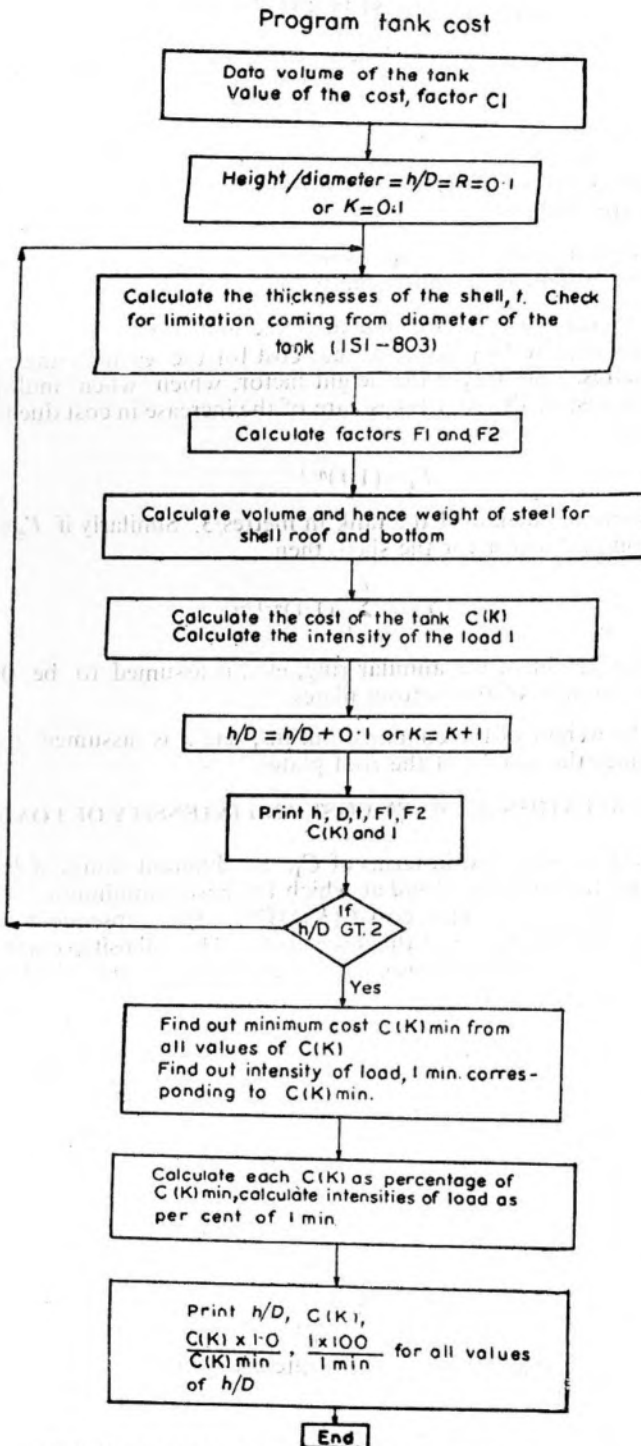 Program tank cost
Data volume of the tank
Value of the cost, factor C1
Height/diameter = h/D = R = 0·1
or K = 0·1
Calculate the thicknesses of the shell, t. Check
for limitation coming from diameter of the
tank (ISI-803)
Calculate factors F1 and F2
Calculate volume and hence weight of steel for
shell roof and bottom
Calculate the cost of the tank C(K)
Calculate the intensity of the load I
h/D = h/D + 0·1 or K = K+1
Print h, D, t, F1, F2
C(K) and I
If
h/D GT. 2
Yes
Find out minimum cost C(K) min from
all values of C(K)
Find out intensity of load, I min. corres-
ponding to C(K) min.
Calculate each C(K) as percentage of
C(K) min, calculate intensities of load as
per cent of I min
Print h/D, C(K),
C(K) x 1·0 / C(K) min , I x 100 / I min for all values
of h/D
End